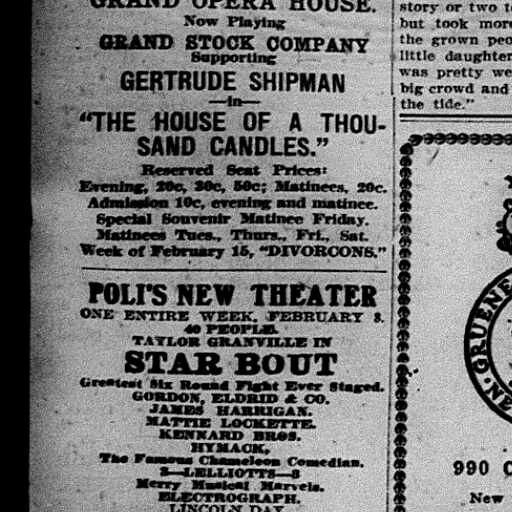 GRAND OPERA HOUSE.
Now Playing
GRAND STOCK COMPANY
Supporting
GERTRUDE SHIPMAN
—in—
"THE HOUSE OF A THOU-
SAND CANDLES."
Reserved Seat Prices:
Evening, 20c, 30c, 50c; Matinees, 20c.
Admission 10c, evening and matinee.
Special Souvenir Matinee Friday.
Matinees Tues., Thurs., Fri., Sat.
Week of February 15, "DIVORCONS."
POLI'S NEW THEATER
ONE ENTIRE WEEK, FEBRUARY 8.
40 PEOPLE.
TAYLOR GRANVILLE IN
STAR BOUT
Greatest Six Round Fight Ever Staged.
GORDON, ELDRID & CO.
JAMES HARRIGAN.
MATTIE LOCKETTE.
KENNARD BROS.
HYMACK,
The Famous Chameleon Comedian.
3—LELLIOTTS—3
Merry Musical Marvels.
ELECTROGRAPH.
LINCOLN DAY
story or two t
but took more
the grown peo
little daughter
was pretty we
big crowd and
the tide."
EN. GRUENE
990 C
New